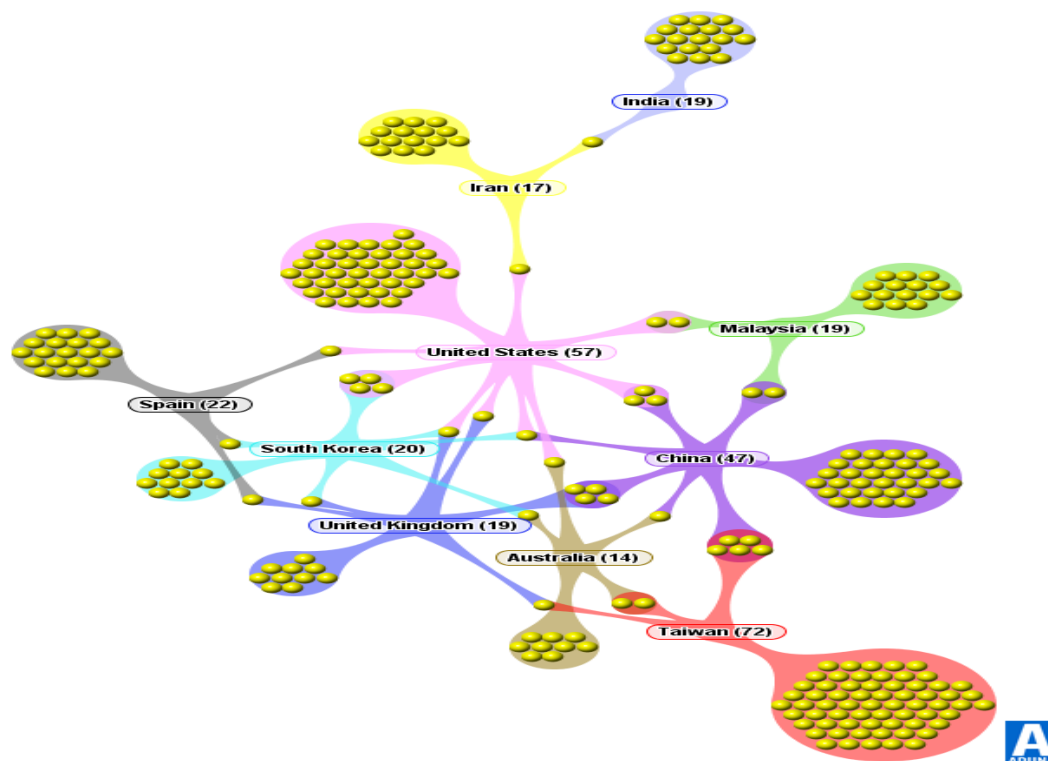 India (19)
Iran (17)
Malaysia (19)
United States (57)
Spain (22)
South Korea (20)
China (47)
United Kingdom (19)
Australia (14)
Taiwan (72)
A